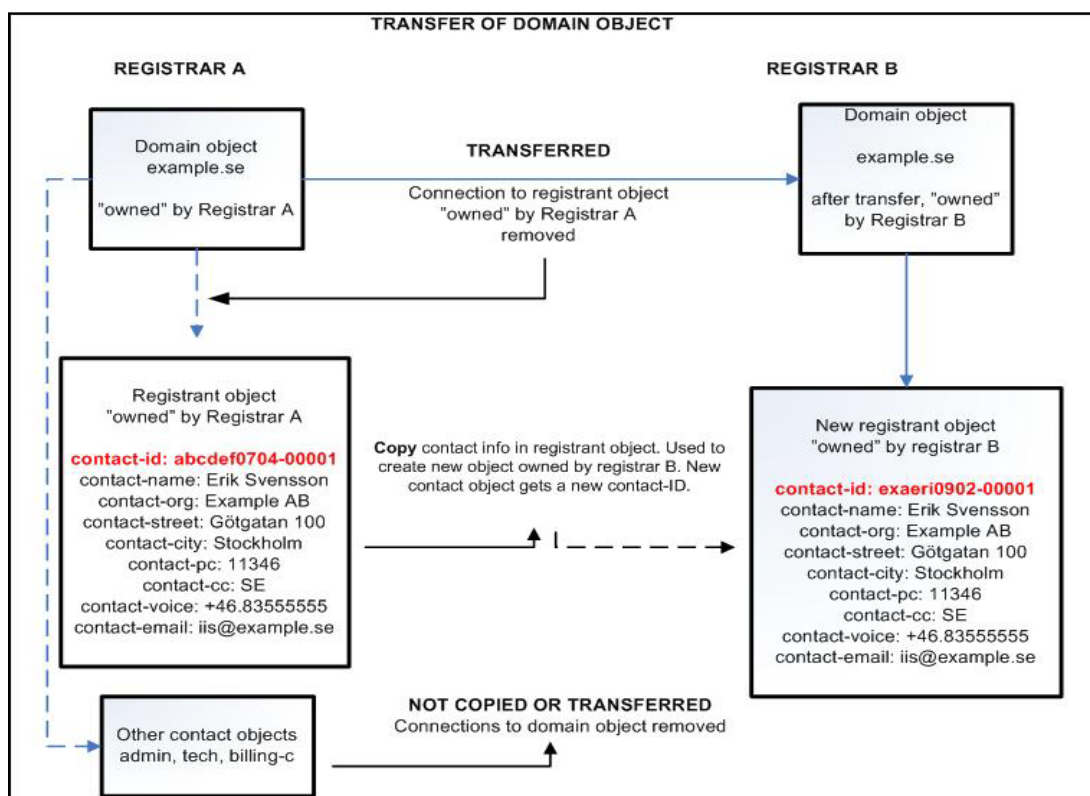 TRANSFER OF DOMAIN OBJECT
REGISTRAR A
REGISTRAR B
Domain object
example.se
"owned" by Registrar A
TRANSFERRED
Connection to registrant object
"owned" by Registrar A
removed
Domain object
example.se
after transfer, "owned"
by Registrar B
Registrant object
"owned" by Registrar A
contact-id: abcdef0704-00001
contact-name: Erik Svensson
contact-org: Example AB
contact-street: Götgatan 100
contact-city: Stockholm
contact-pc: 11346
contact-cc: SE
contact-voice: +46.83555555
contact-email: iis@example.se
Copy contact info in registrant object. Used
to create new object owned by registrar B. New
contact object gets a new contact-ID.
New registrant object
"owned" by registrar B
contact-id: exaeri0902-00001
contact-name: Erik Svensson
contact-org: Example AB
contact-street: Götgatan 100
contact-city: Stockholm
contact-pc: 11346
contact-cc: SE
contact-voice: +46.83555555
contact-email: iis@example.se
Other contact objects
admin, tech, billing-c
NOT COPIED OR TRANSFERRED
Connections to domain object removed